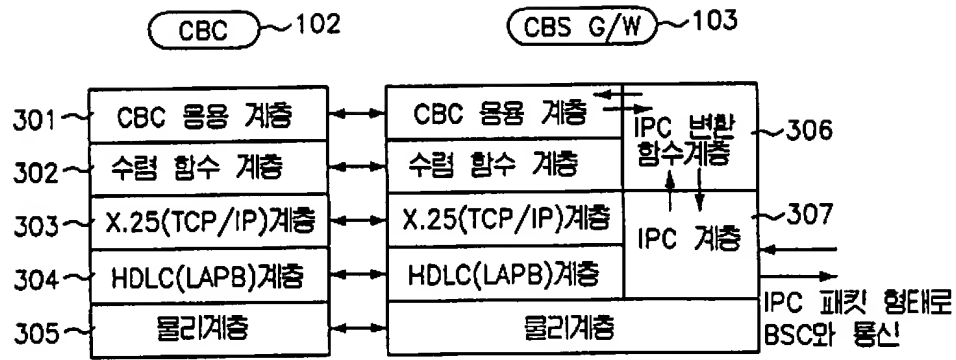 CBC 102
CBS G/W 103
301 CBC 응용 계층
CBC 응용 계층
IPC 변환
함수계층
306
302 수렴 함수 계층
수렴 함수 계층
303 X.25(TCP/IP)계층
X.25(TCP/IP)계층
IPC 계층
307
304 HDLC(LAPB)계층
HDLC(LAPB)계층
305 물리계층
물리계층
IPC 패킷 형태로
BSC와 통신